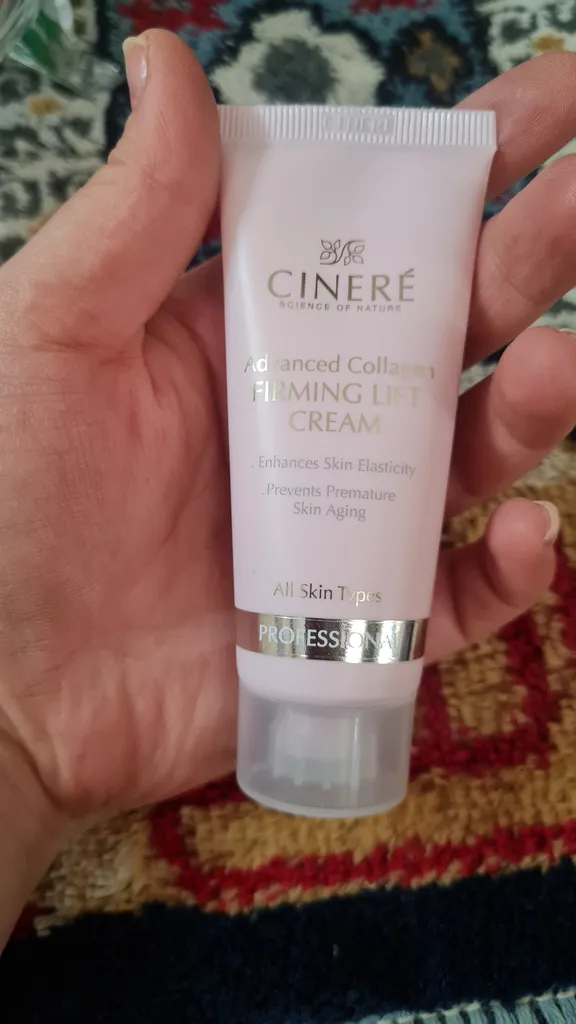 CINERÉ
SCIENCE OF NATURE
Advanced Collagen
FIRMING LIFT
CREAM
. Enhances Skin Elasticity
. Prevents Premature
Skin Aging
All Skin Types
PROFESSIONAL